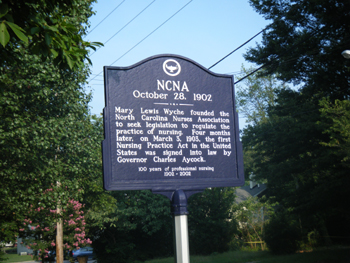 NCNA
October 28, 1902
Mary Lewis Wyche founded the
North Carolina Nurses Association
to seek legislation to regulate the
practice of nursing. Four months
later, on March 3, 1903, the first
Nursing Practice Act in the United
States was signed into law by
Governor Charles Aycock.
100 years of professional nursing
1902 - 2002